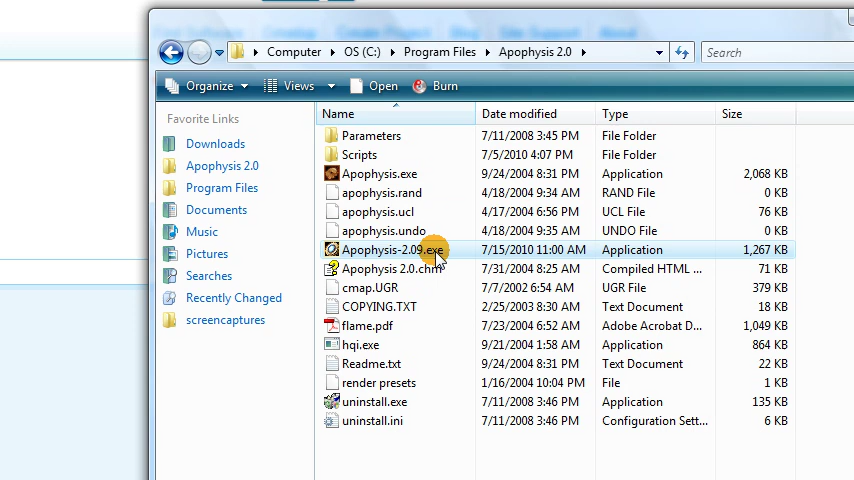 Find Software Develop Create Project Blog Site Support About
Computer OS (C:) Program Files Apophysis 2.0 Search
Organize Views Open Burn
Favorite Links Name Date modified Type Size
Downloads Parameters 7/11/2008 3:45 PM File Folder
Apophysis 2.0 Scripts 7/5/2010 4:07 PM File Folder
Program Files Apophysis.exe 9/24/2004 8:31 PM Application 2,068 KB
Documents apophysis.rand 4/18/2004 9:34 AM RAND File 0 KB
Music apophysis.ucl 4/17/2004 6:56 PM UCL File 76 KB
Pictures apophysis.undo 4/18/2004 9:35 AM UNDO File 0 KB
Searches Apophysis-2.09.exe 7/15/2010 11:00 AM Application 1,267 KB
Recently Changed Apophysis 2.0.chm 7/31/2004 8:25 AM Compiled HTML ... 71 KB
screencaptures cmap.UGR 7/7/2002 6:54 AM UGR File 379 KB
COPYING.TXT 2/25/2003 8:30 AM Text Document 18 KB
flame.pdf 7/23/2004 6:52 AM Adobe Acrobat D... 1,049 KB
hqi.exe 9/21/2004 1:58 AM Application 864 KB
Readme.txt 9/24/2004 8:31 PM Text Document 22 KB
render presets 1/16/2004 10:04 PM File 1 KB
uninstall.exe 7/11/2008 3:46 PM Application 135 KB
uninstall.ini 7/11/2008 3:46 PM Configuration Sett... 6 KB